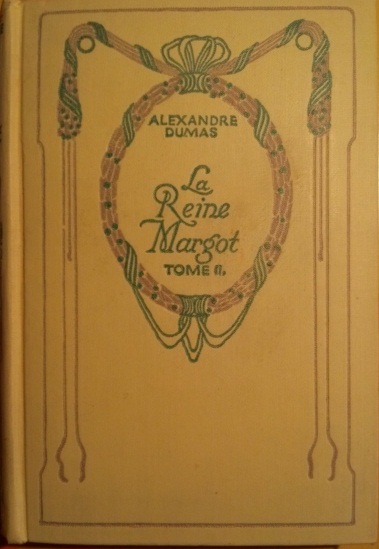 ALEXANDRE
DUMAS
La
Reine
Margot
TOME II